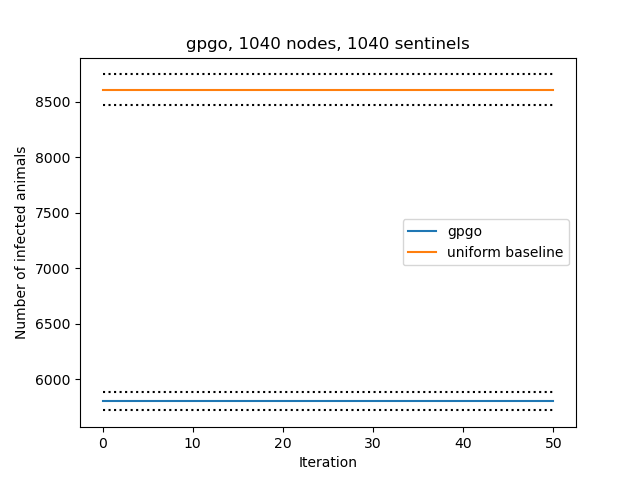 gpgo, 1040 nodes, 1040 sentinels
Number of infected animals
8500
8000
7500
7000
6500
6000
gpgo
uniform baseline
0 10 20 30 40 50
Iteration